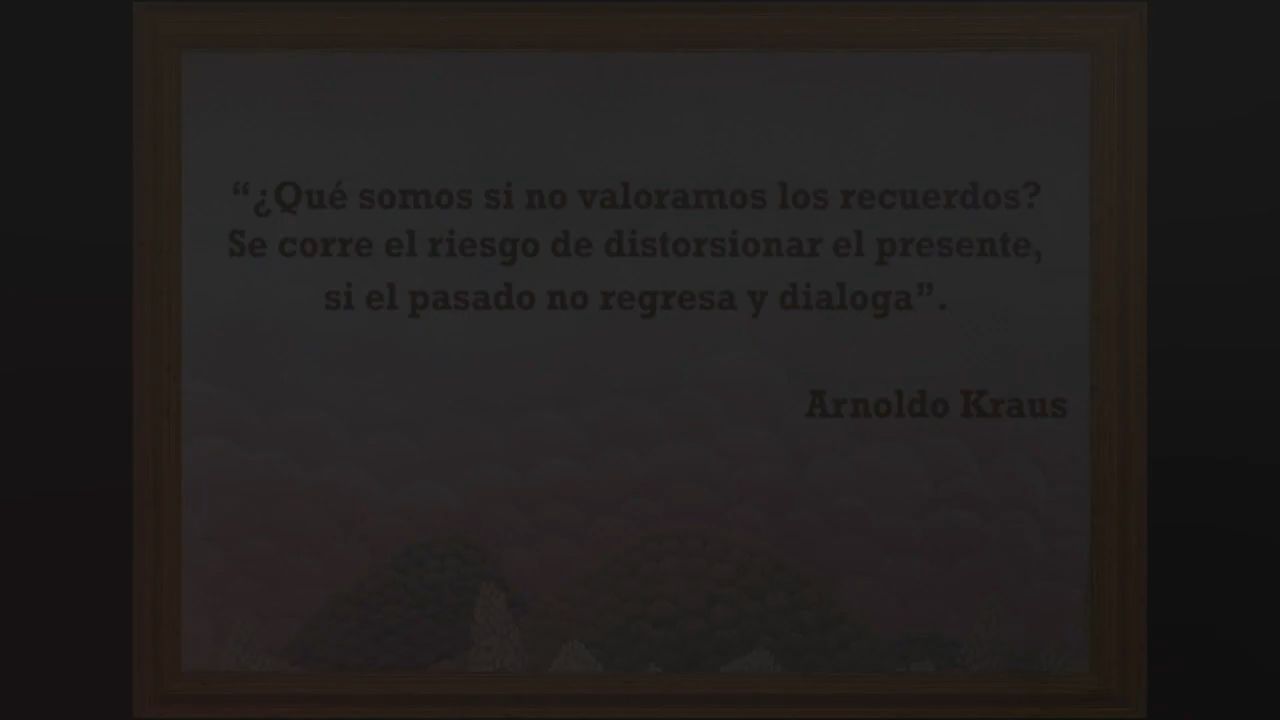 “¿Qué somos si no valoramos los recuerdos?
Se corre el riesgo de distorsionar el presente,
si el pasado no regresa y dialoga”.
Arnoldo Kraus